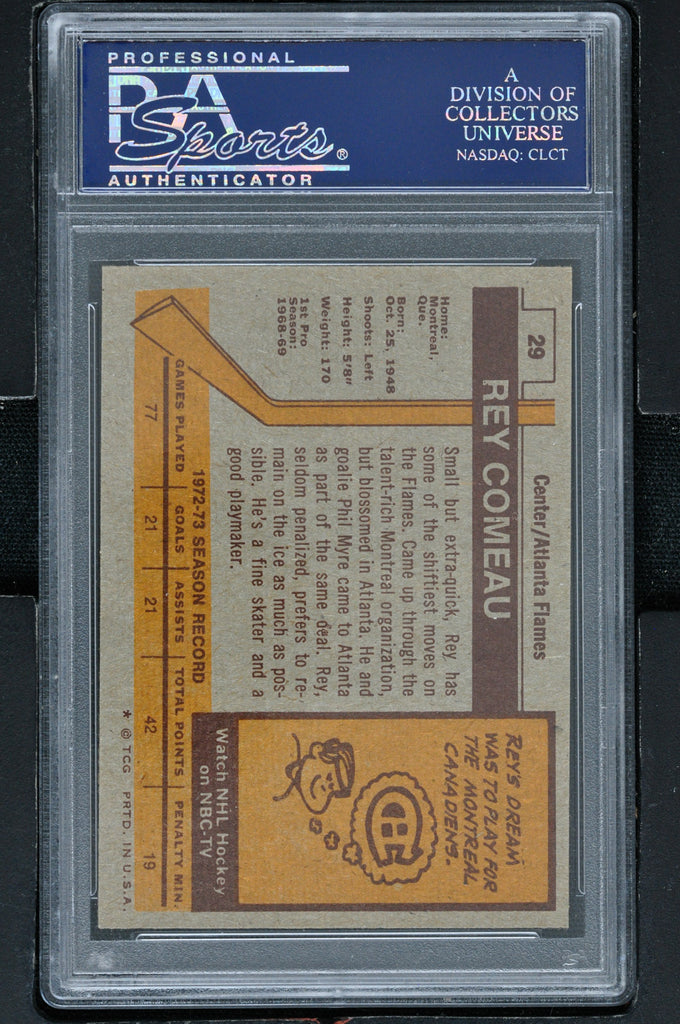 PROFESSIONAL
PSA
Sports®
AUTHENTICATOR
A
DIVISION OF
COLLECTORS
UNIVERSE
NASDAQ: CLCT
29
Center/Atlanta Flames
REY COMEAU
Home:
Montreal,
Que.
Born:
Oct. 25, 1948
Shoots: Left
Height: 5'8"
Weight: 170
1st Pro
Season:
1968-69
Small but extra-quick, Rey has
some of the shiftiest moves on
the Flames. Came up through the
talent-rich Montreal organization,
but blossomed in Atlanta. He and
goalie Phil Myre came to Atlanta
as part of the same deal. Rey,
seldom penalized, prefers to re-
main on the ice as much as pos-
sible. He's a fine skater and a
good playmaker.
REY'S DREAM
WAS TO PLAY FOR
THE MONTREAL
CANADIENS.
CH
Watch NHL Hockey
on NBC-TV
1972-73 SEASON RECORD
GAMES PLAYED GOALS ASSISTS TOTAL POINTS PENALTY MIN.
77 21 21 42 19
* © TCG PRTD. IN U.S.A.